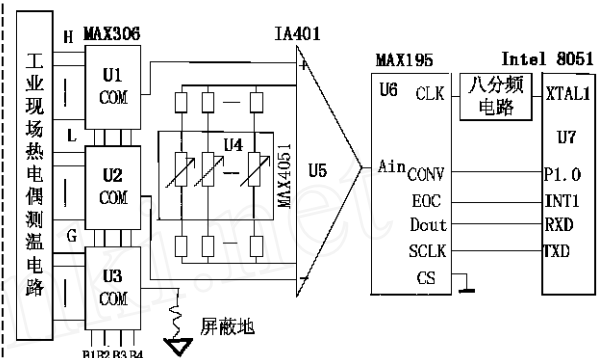 H
MAX306
IA401
MAX195
Intel 8051
工业现场热电偶测温电路
U1
COM
L
U2
COM
G
U3
COM
B1B2B3B4
屏蔽地
+
U4
MAX4051
U5
-
U6
CLK
Ain
CONV
EOC
Dout
SCLK
CS
八分频
电路
XTAL1
U7
P1.0
INT1
RXD
TXD